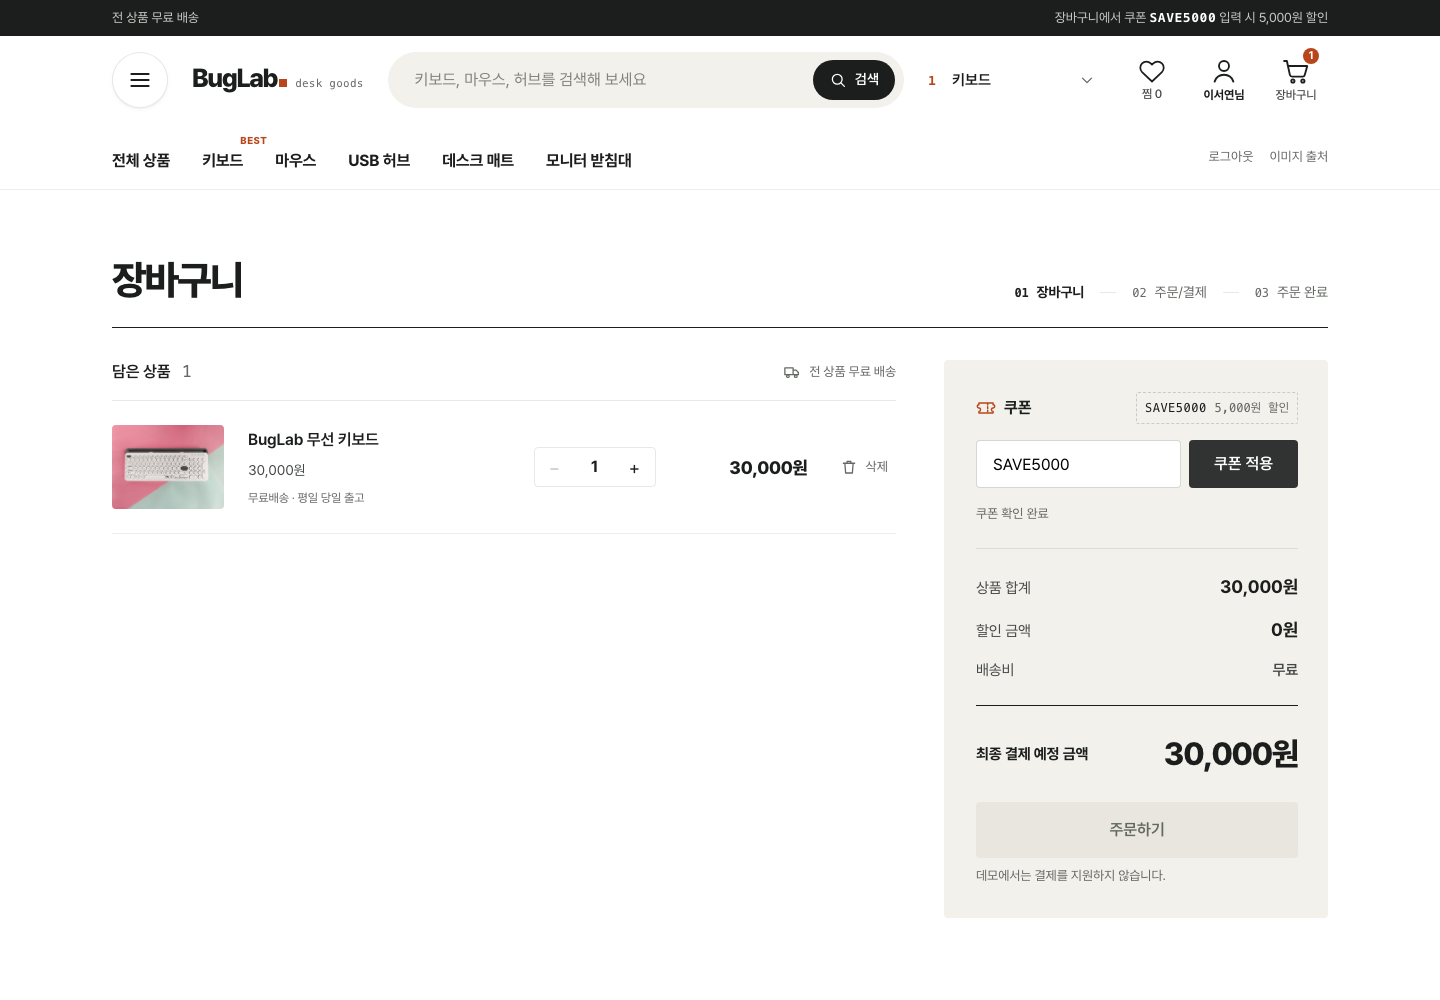 전 상품 무료 배송
장바구니에서 쿠폰 SAVE5000 입력 시 5,000원 할인
BugLab desk goods
키보드, 마우스, 허브를 검색해 보세요
검색
1 키보드
찜 0
이서연님
1
장바구니
전체 상품
키보드
BEST
마우스
USB 허브
데스크 매트
모니터 받침대
로그아웃
이미지 출처
장바구니
01 장바구니 — 02 주문/결제 — 03 주문 완료
담은 상품 1
전 상품 무료 배송
BugLab 무선 키보드
30,000원
무료배송 · 평일 당일 출고
− 1 +
30,000원
삭제
쿠폰
SAVE5000 5,000원 할인
SAVE5000
쿠폰 적용
쿠폰 확인 완료
상품 합계 30,000원
할인 금액 0원
배송비 무료
최종 결제 예정 금액 30,000원
주문하기
데모에서는 결제를 지원하지 않습니다.